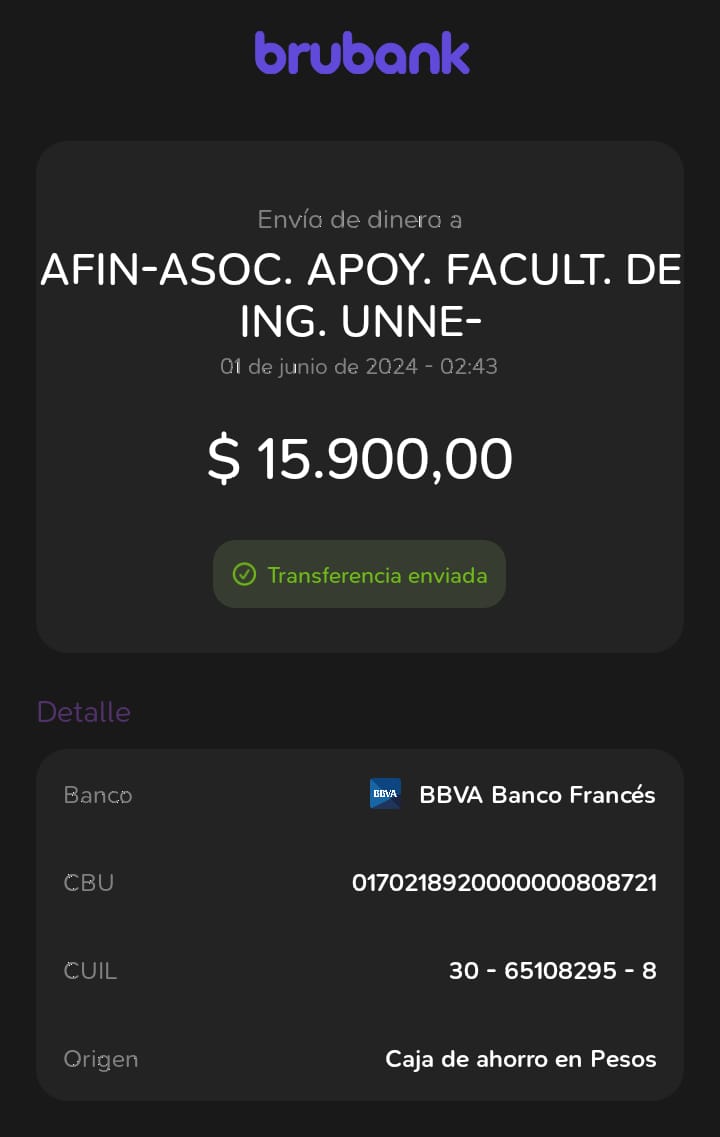 brubank
Envío de dinero a
AFIN-ASOC. APOY. FACULT. DE
ING. UNNE-
01 de junio de 2024 - 02:43
$ 15.900,00
Transferencia enviada
Detalle
Banco BBVA BBVA Banco Francés
CBU 0170218920000000808721
CUIL 30 - 65108295 - 8
Origen Caja de ahorro en Pesos